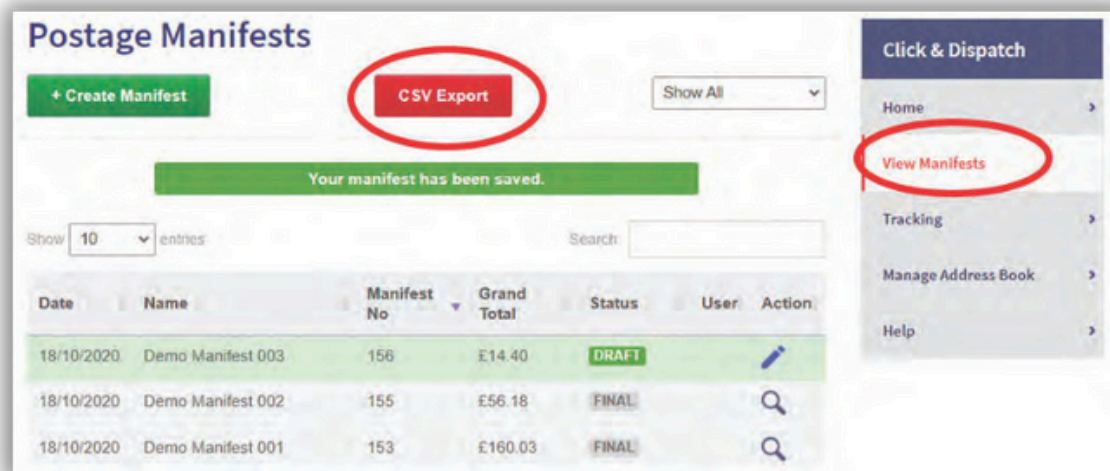 Postage Manifests
+ Create Manifest
CSV Export
Show All
Your manifest has been saved.
Show 10 entries
Search:
Date Name Manifest No Grand Total Status User Action
18/10/2020 Demo Manifest 003 156 £14.40 DRAFT
18/10/2020 Demo Manifest 002 155 £56.18 FINAL
18/10/2020 Demo Manifest 001 153 £160.03 FINAL
Click & Dispatch
Home
View Manifests
Tracking
Manage Address Book
Help